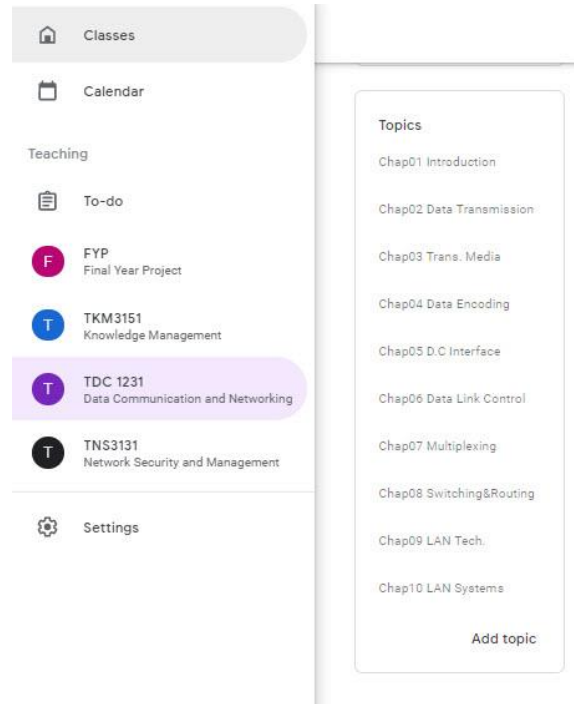 Classes
Calendar
Teaching
To-do
F
FYP
Final Year Project
T
TKM3151
Knowledge Management
T
TDC 1231
Data Communication and Networking
T
TNS3131
Network Security and Management
Settings
Topics
Chap01 Introduction
Chap02 Data Transmission
Chap03 Trans. Media
Chap04 Data Encoding
Chap05 D.C Interface
Chap06 Data Link Control
Chap07 Multiplexing
Chap08 Switching&Routing
Chap09 LAN Tech.
Chap10 LAN Systems
Add topic